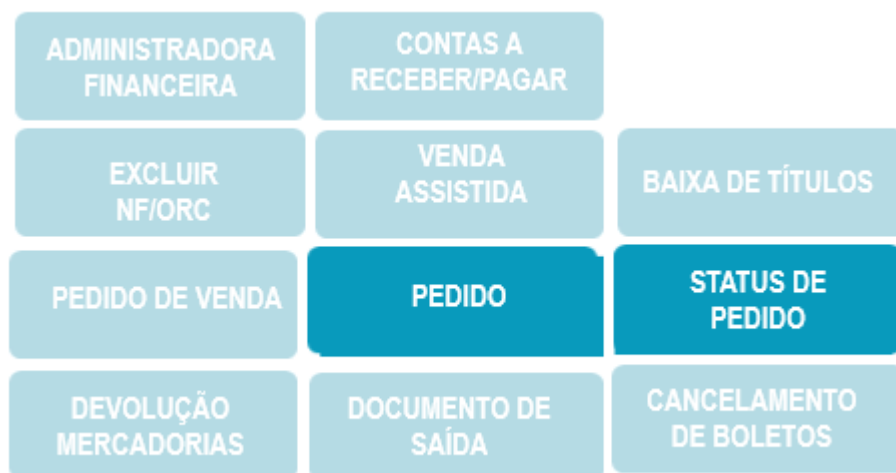 ADMINISTRADORA
FINANCEIRA
CONTAS A
RECEBER/PAGAR
EXCLUIR
NF/ORC
VENDA
ASSISTIDA
BAIXA DE TÍTULOS
PEDIDO DE VENDA
PEDIDO
STATUS DE
PEDIDO
DEVOLUÇÃO
MERCADORIAS
DOCUMENTO DE
SAÍDA
CANCELAMENTO
DE BOLETOS